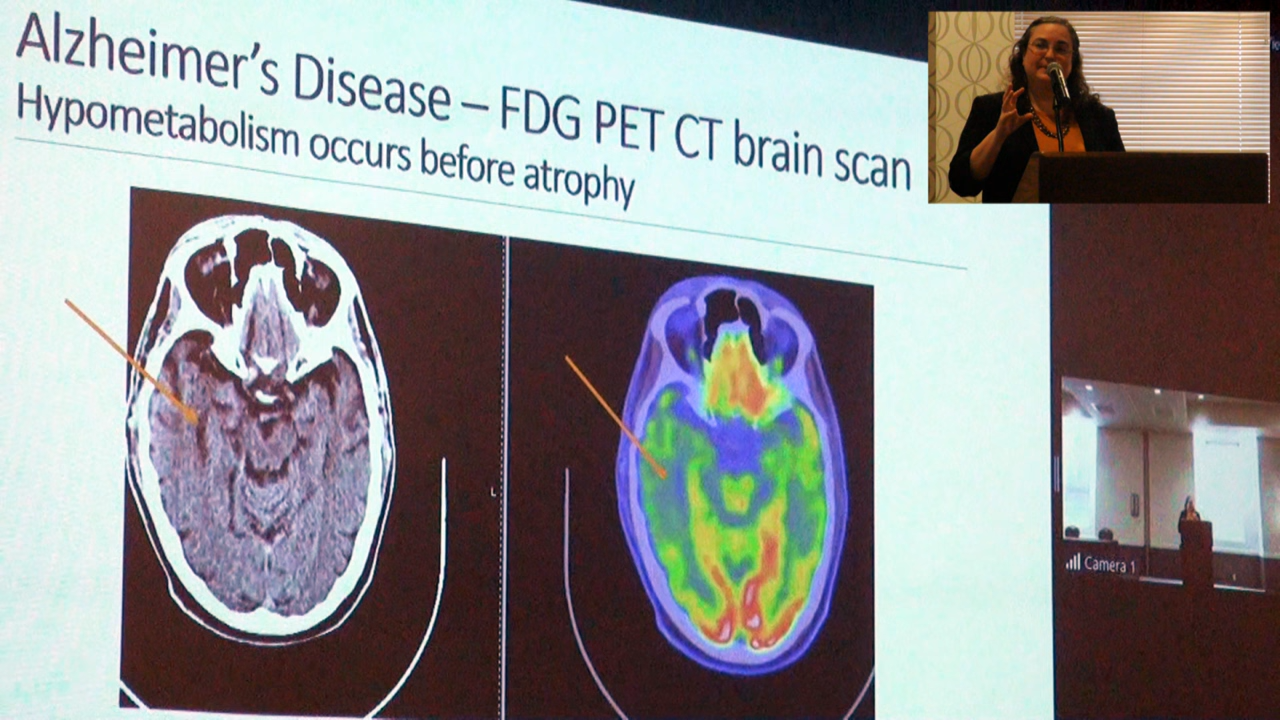 Alzheimer's Disease – FDG PET CT brain scan
Hypometabolism occurs before atrophy
L
Camera 1